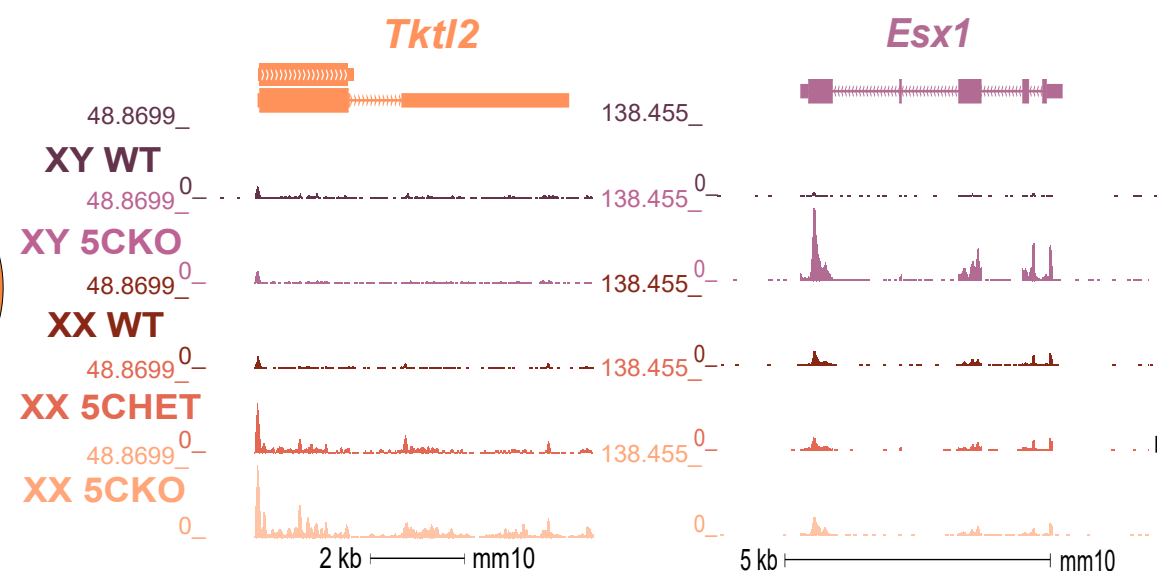 Tktl2 Esx1
48.8699_ 138.455_
XY WT
0_ 0_
48.8699_ 138.455_
XY 5CKO
0_ 0_
48.8699_ 138.455_
XX WT
0_ 0_
48.8699_ 138.455_
XX 5CHET
0_ 0_
48.8699_ 138.455_
XX 5CKO
0_ 0_
2 kb mm10 5 kb mm10